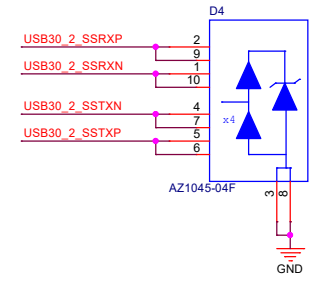 D4
USB30_2_SSRXP
2
9
USB30_2_SSRXN
1
10
USB30_2_SSTXN
4
7
USB30_2_SSTXP
5
6
x4
AZ1045-04F
3
8
GND